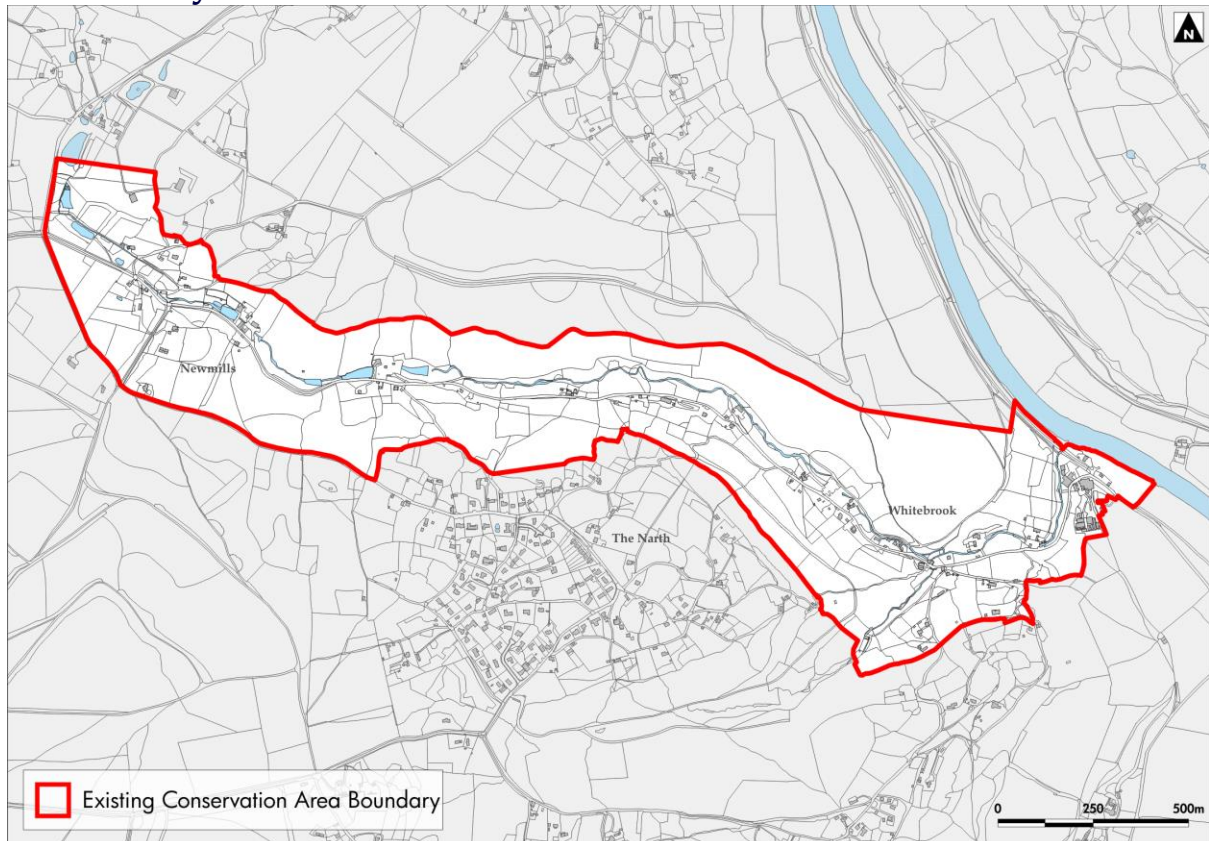 N
Newmills
Whitebrook
The Narth
Existing Conservation Area Boundary
0 250 500m